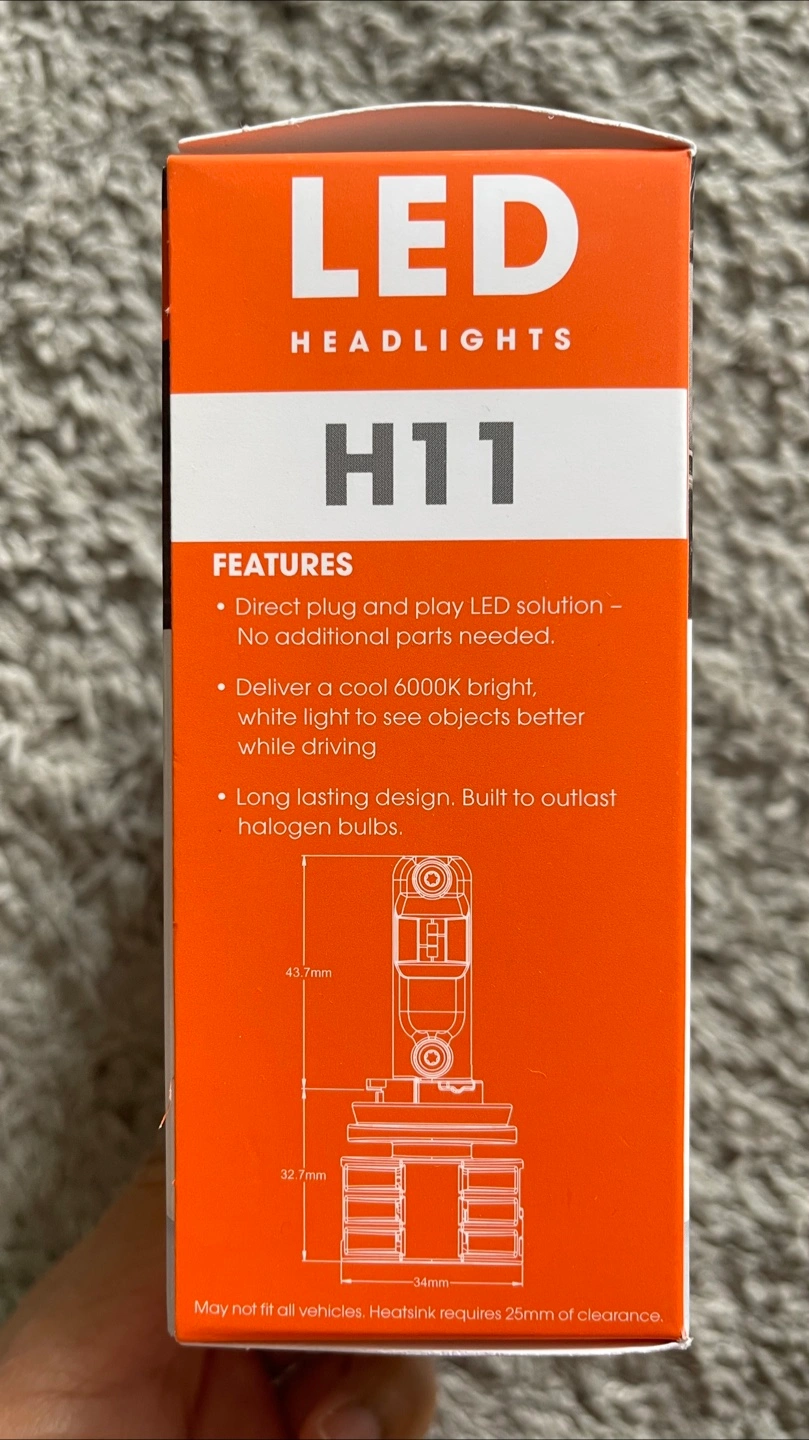 LED
HEADLIGHTS
H11
FEATURES
• Direct plug and play LED solution –
No additional parts needed.
• Deliver a cool 6000K bright,
white light to see objects better
while driving
• Long lasting design. Built to outlast
halogen bulbs.
43.7mm
32.7mm
34mm
May not fit all vehicles. Heatsink requires 25mm of clearance.